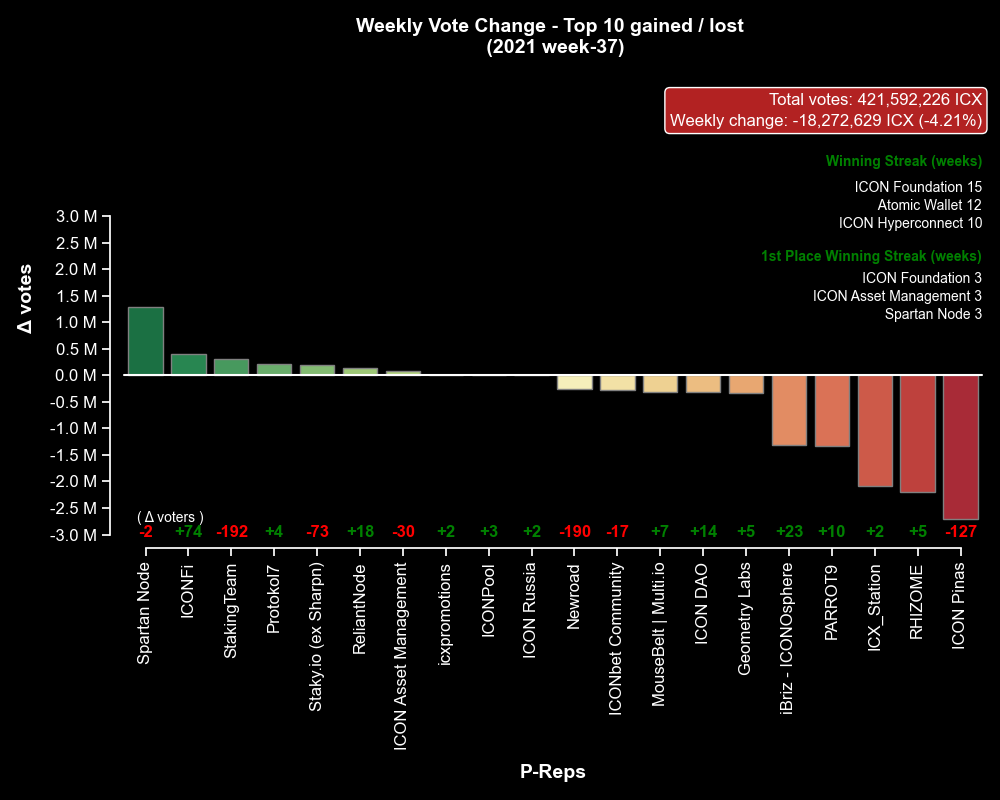 Weekly Vote Change - Top 10 gained / lost
(2021 week-37)
Total votes: 421,592,226 ICX
Weekly change: -18,272,629 ICX (-4.21%)
Winning Streak (weeks)
ICON Foundation 15
Atomic Wallet 12
ICON Hyperconnect 10
1st Place Winning Streak (weeks)
ICON Foundation 3
ICON Asset Management 3
Spartan Node 3
Δ votes
3.0 M
2.5 M
2.0 M
1.5 M
1.0 M
0.5 M
0.0 M
-0.5 M
-1.0 M
-1.5 M
-2.0 M
-2.5 M
-3.0 M
( Δ voters )
-2 +74 -192 +4 -73 +18 -30 +2 +3 +2 -190 -17 +7 +14 +5 +23 +10 +2 +5 -127
Spartan Node
ICONFi
StakingTeam
Protokol7
Staky.io (ex Sharpn)
ReliantNode
ICON Asset Management
icxpromotions
ICONPool
ICON Russia
Newroad
ICONbet Community
MouseBelt | Multi.io
ICON DAO
Geometry Labs
iBriz - ICONOsphere
PARROT9
ICX_Station
RHIZOME
ICON Pinas
P-Reps